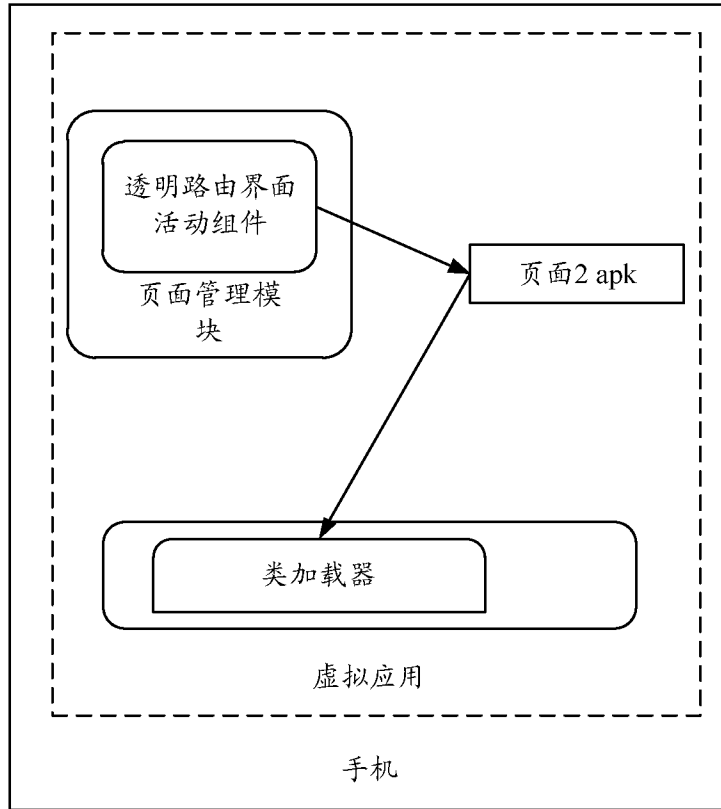 透明路由界面
活动组件
页面管理模
块
页面2 apk
类加载器
虚拟应用
手机